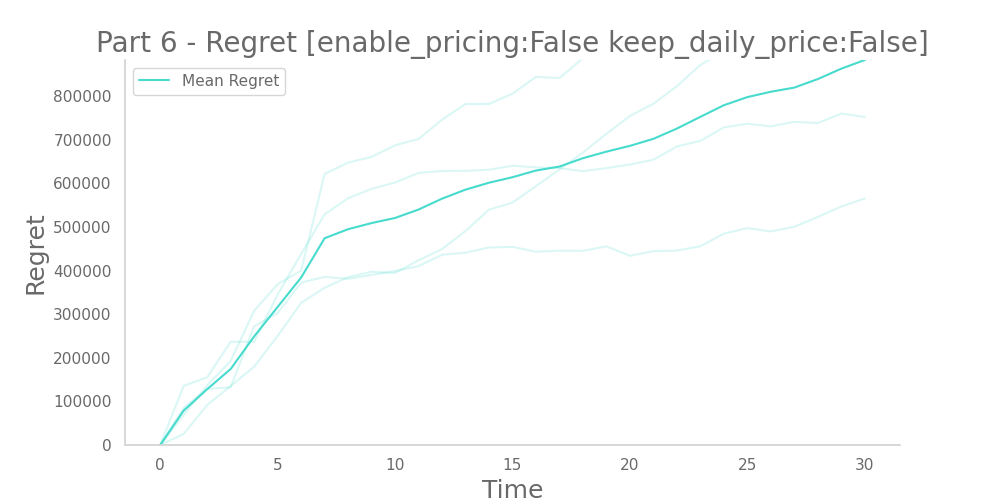 Part 6 - Regret [enable_pricing:False keep_daily_price:False]
Mean Regret
800000
700000
600000
500000
400000
300000
200000
100000
0
Regret
0 5 10 15 20 25 30
Time